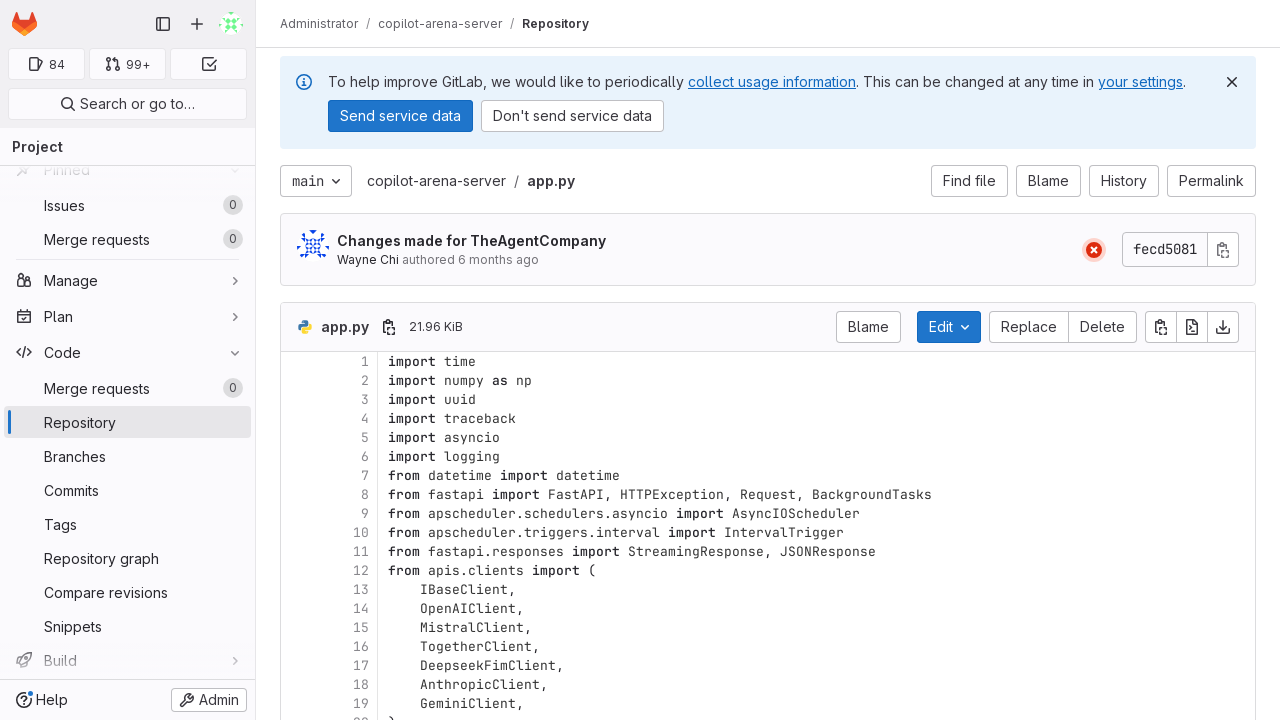 84
99+
Search or go to…
Project
Pinned
Issues
0
Merge requests
0
Manage
Plan
Code
Merge requests
0
Repository
Branches
Commits
Tags
Repository graph
Compare revisions
Snippets
Build
Help
Admin
Administrator / copilot-arena-server / Repository
To help improve GitLab, we would like to periodically collect usage information. This can be changed at any time in your settings.
Send service data
Don't send service data
main
copilot-arena-server / app.py
Find file
Blame
History
Permalink
Changes made for TheAgentCompany
Wayne Chi authored 6 months ago
fecd5081
app.py
21.96 KiB
Blame
Edit
Replace
Delete
1 import time
2 import numpy as np
3 import uuid
4 import traceback
5 import asyncio
6 import logging
7 from datetime import datetime
8 from fastapi import FastAPI, HTTPException, Request, BackgroundTasks
9 from apscheduler.schedulers.asyncio import AsyncIOScheduler
10 from apscheduler.triggers.interval import IntervalTrigger
11 from fastapi.responses import StreamingResponse, JSONResponse
12 from apis.clients import (
13 IBaseClient,
14 OpenAIClient,
15 MistralClient,
16 TogetherClient,
17 DeepseekFimClient,
18 AnthropicClient,
19 GeminiClient,
20 )